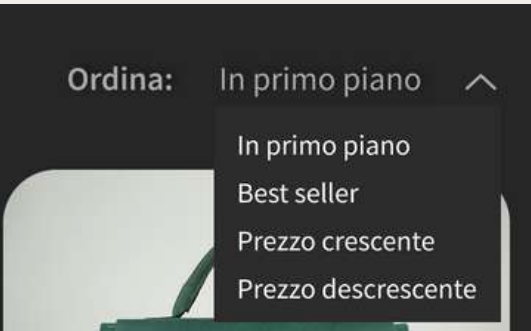 Ordina: In primo piano
In primo piano
Best seller
Prezzo crescente
Prezzo descrescente